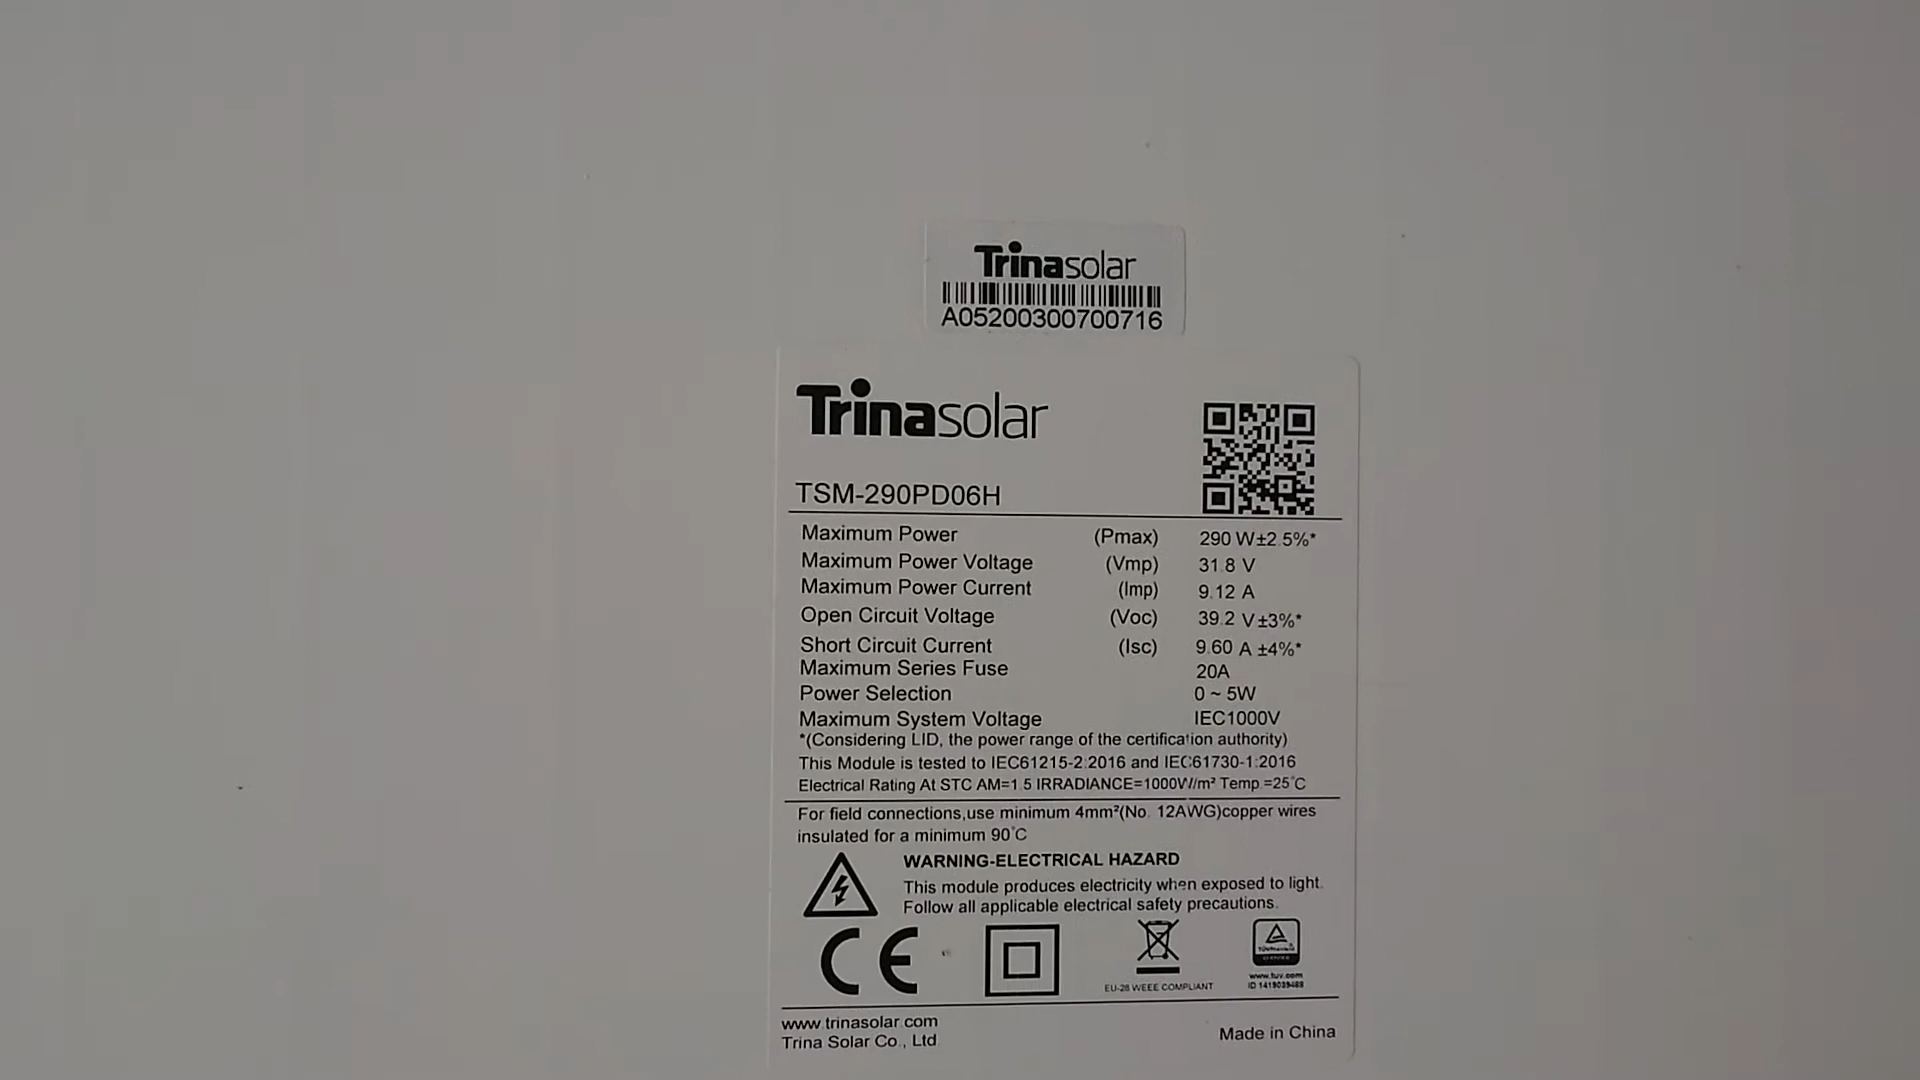 Trinasolar
A05200300700716
Trinasolar
TSM-290PD06H
Maximum Power (Pmax) 290 W±2.5%*
Maximum Power Voltage (Vmp) 31.8 V
Maximum Power Current (Imp) 9.12 A
Open Circuit Voltage (Voc) 39.2 V±3%*
Short Circuit Current (Isc) 9.60 A ±4%*
Maximum Series Fuse 20A
Power Selection 0 ~ 5W
Maximum System Voltage IEC1000V
*(Considering LID, the power range of the certification authority)
This Module is tested to IEC61215-2:2016 and IEC61730-1:2016
Electrical Rating At STC AM=1.5 IRRADIANCE=1000W/m² Temp.=25°C
For field connections,use minimum 4mm²(No. 12AWG)copper wires
insulated for a minimum 90°C
WARNING-ELECTRICAL HAZARD
This module produces electricity when exposed to light.
Follow all applicable electrical safety precautions.
CE
EU-28 WEEE COMPLIANT
www.tuv.com
www.trinasolar.com
Trina Solar Co., Ltd
Made in China